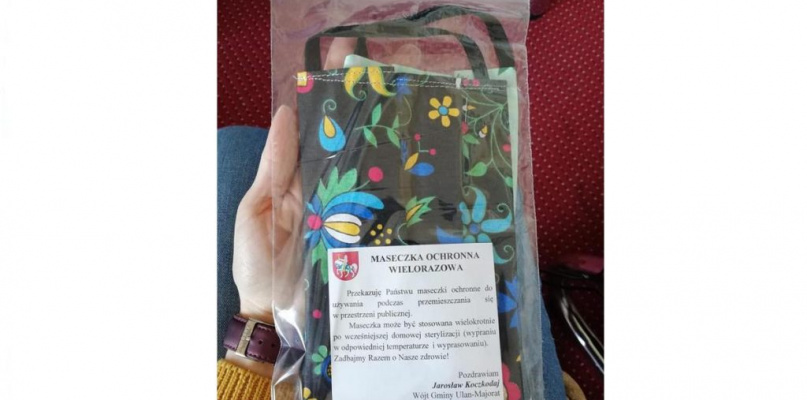 MASECZKA OCHRONNA
WIELORAZOWA
Przekazuję Państwu maseczki ochronne do
używania podczas przemieszczania się
w przestrzeni publicznej.
Maseczka może być stosowana wielokrotnie
po wcześniejszej domowej sterylizacji (wypraniu
w odpowiedniej temperaturze i wyprasowaniu).
Zadbajmy Razem o Nasze zdrowie!
Pozdrawiam
Jarosław Koczkodaj
Wójt Gminy Ulan-Majorat